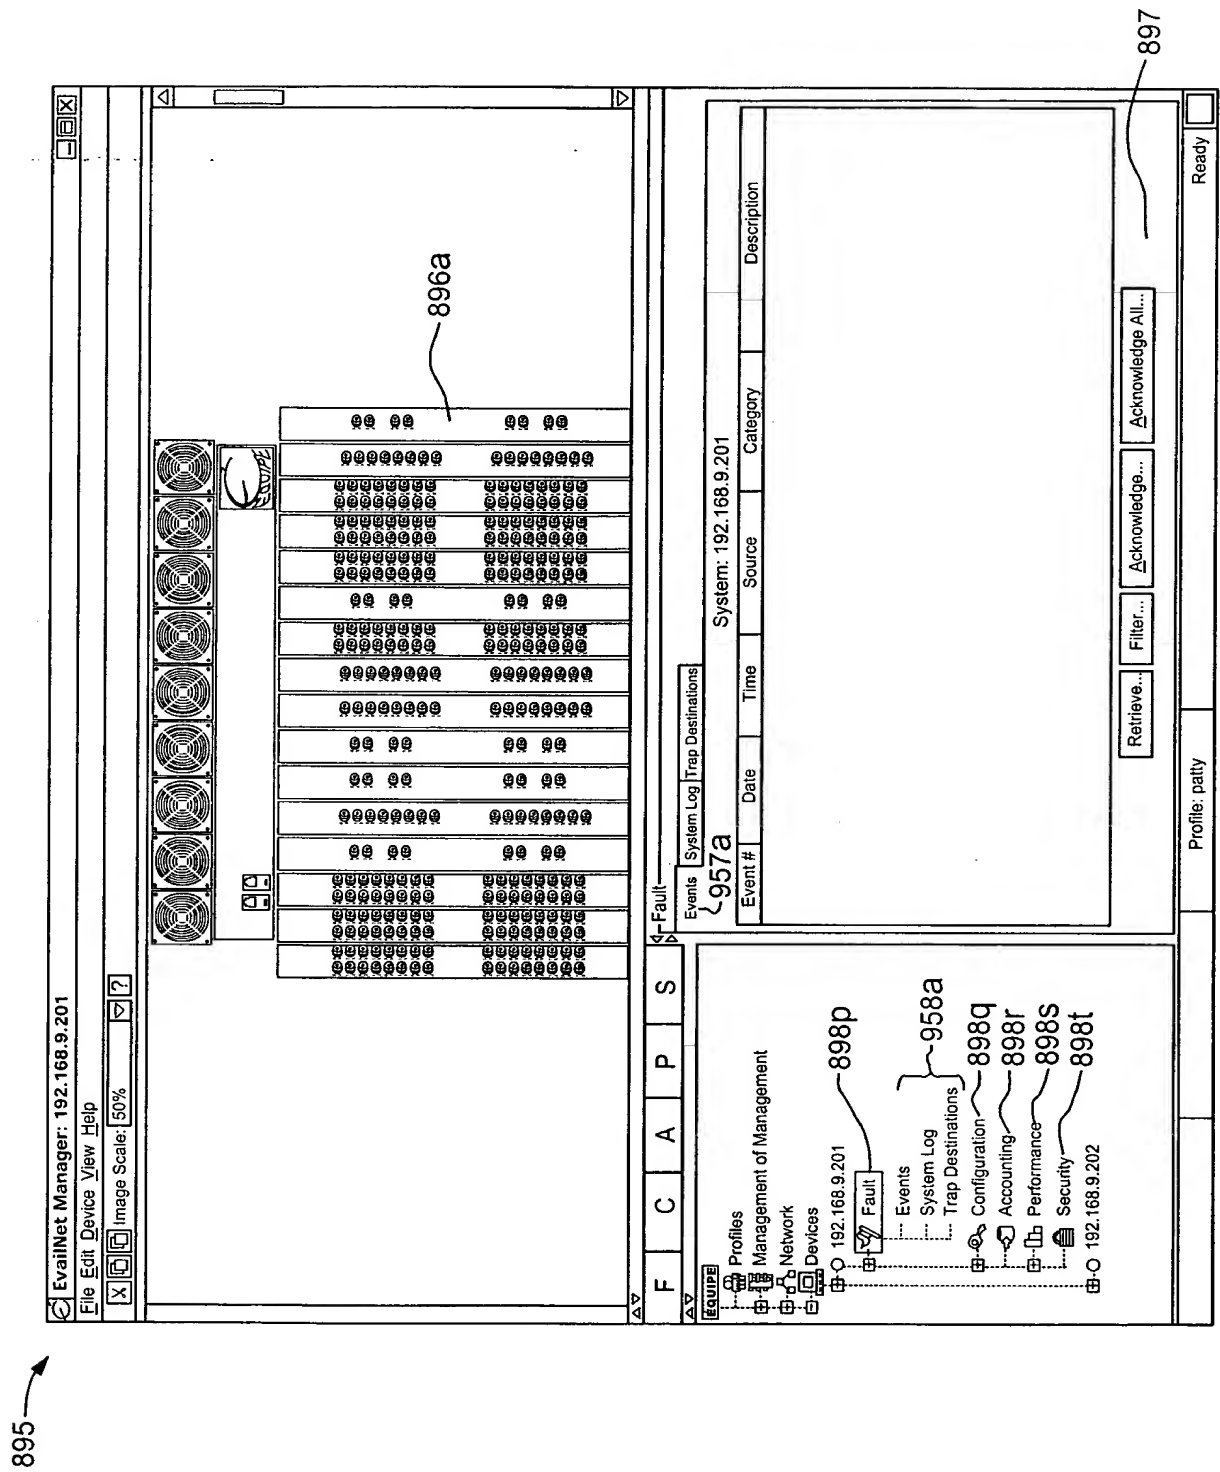 895
EvailNet Manager: 192.168.9.201
File Edit Device View Help
Image Scale: 50% ?
EQUIPE
896a
F C A P S
EQUIPE
Profiles
Management of Management
Network
Devices
192.168.9.201
Fault
Events
System Log
Trap Destinations
Configuration
Accounting
Performance
Security
192.168.9.202
898p
958a
898q
898r
898s
898t
Fault
Events System Log Trap Destinations
957a
System: 192.168.9.201
Event # Date Time Source Category Description
Retrieve... Filter... Acknowledge... Acknowledge All...
897
Profile: patty
Ready